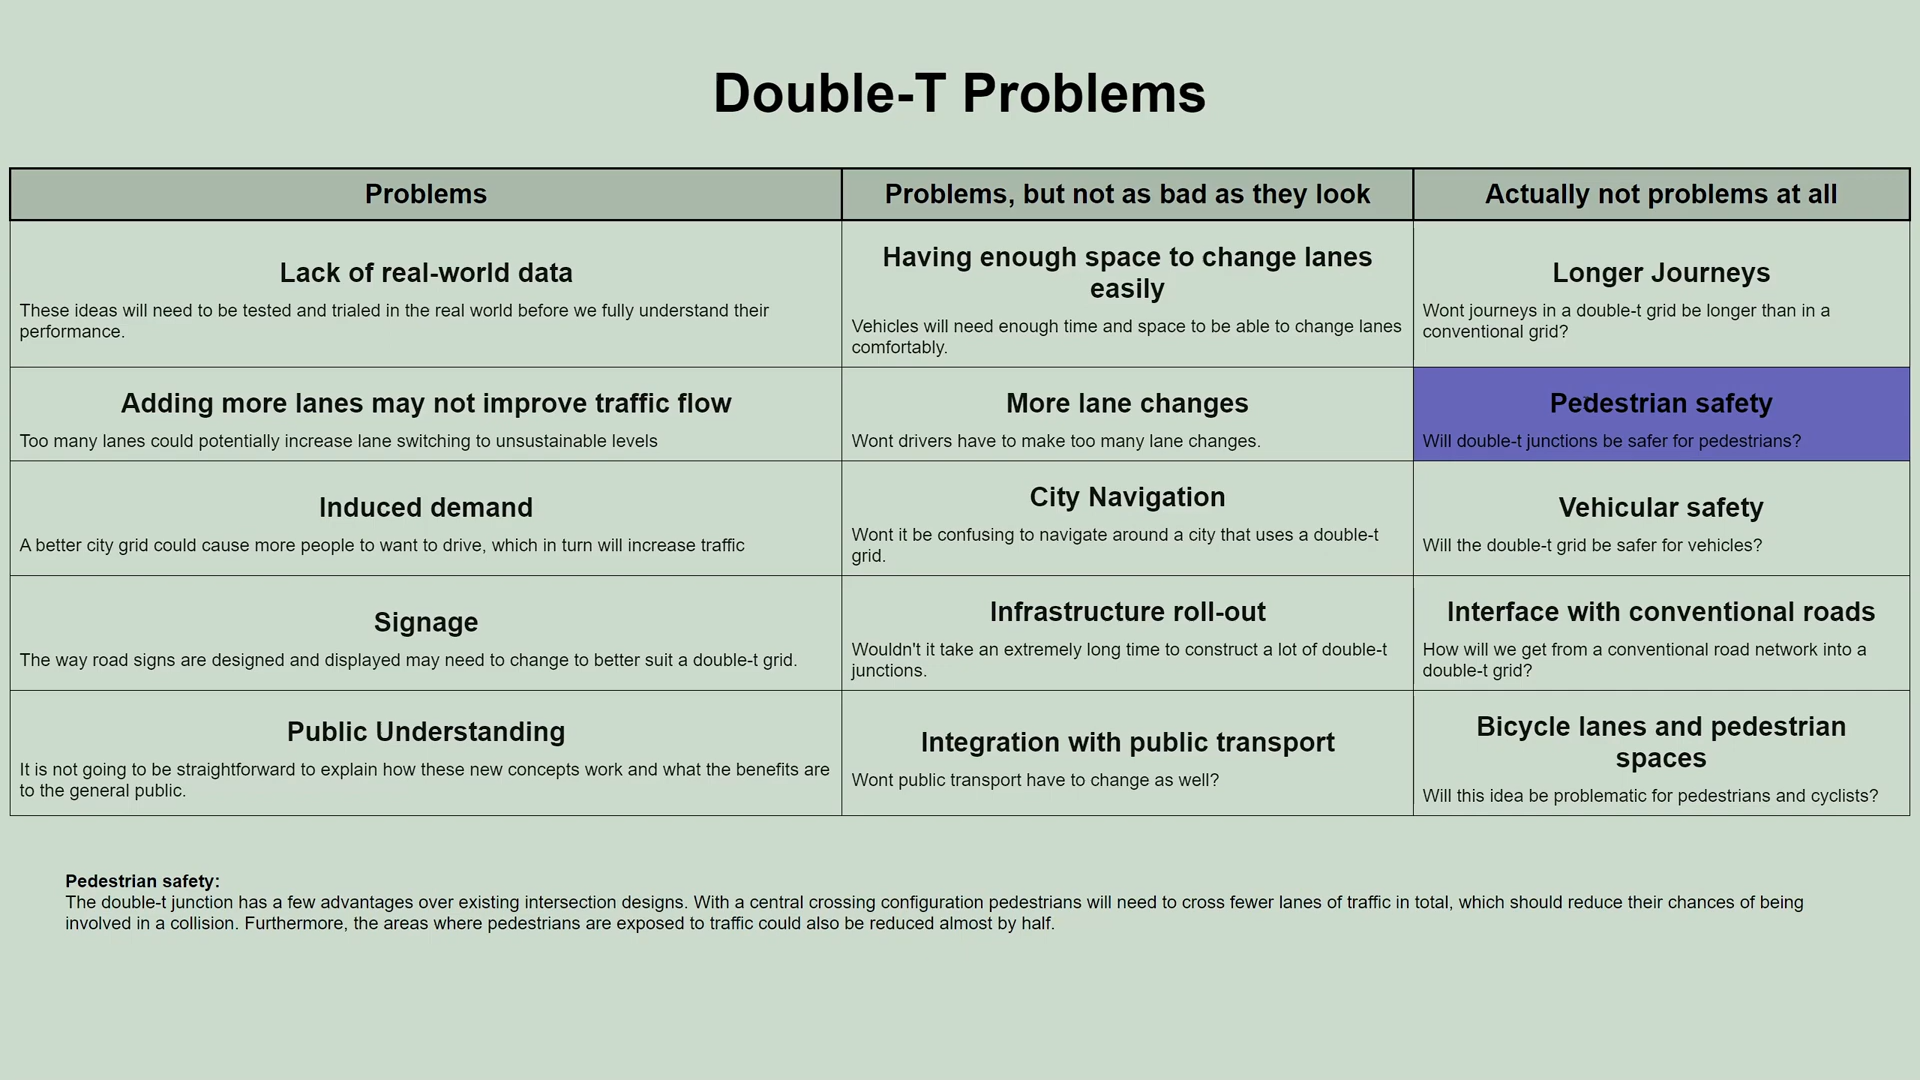 Double-T Problems
Problems
Problems, but not as bad as they look
Actually not problems at all
Lack of real-world data
These ideas will need to be tested and trialed in the real world before we fully understand their
performance.
Having enough space to change lanes
easily
Vehicles will need enough time and space to be able to change lanes
comfortably.
Longer Journeys
Wont journeys in a double-t grid be longer than in a
conventional grid?
Adding more lanes may not improve traffic flow
Too many lanes could potentially increase lane switching to unsustainable levels
More lane changes
Wont drivers have to make too many lane changes.
Pedestrian safety
Will double-t junctions be safer for pedestrians?
Induced demand
A better city grid could cause more people to want to drive, which in turn will increase traffic
City Navigation
Wont it be confusing to navigate around a city that uses a double-t
grid.
Vehicular safety
Will the double-t grid be safer for vehicles?
Signage
The way road signs are designed and displayed may need to change to better suit a double-t grid.
Infrastructure roll-out
Wouldn't it take an extremely long time to construct a lot of double-t
junctions.
Interface with conventional roads
How will we get from a conventional road network into a
double-t grid?
Public Understanding
It is not going to be straightforward to explain how these new concepts work and what the benefits are
to the general public.
Integration with public transport
Wont public transport have to change as well?
Bicycle lanes and pedestrian
spaces
Will this idea be problematic for pedestrians and cyclists?
Pedestrian safety:
The double-t junction has a few advantages over existing intersection designs. With a central crossing configuration pedestrians will need to cross fewer lanes of traffic in total, which should reduce their chances of being
involved in a collision. Furthermore, the areas where pedestrians are exposed to traffic could also be reduced almost by half.